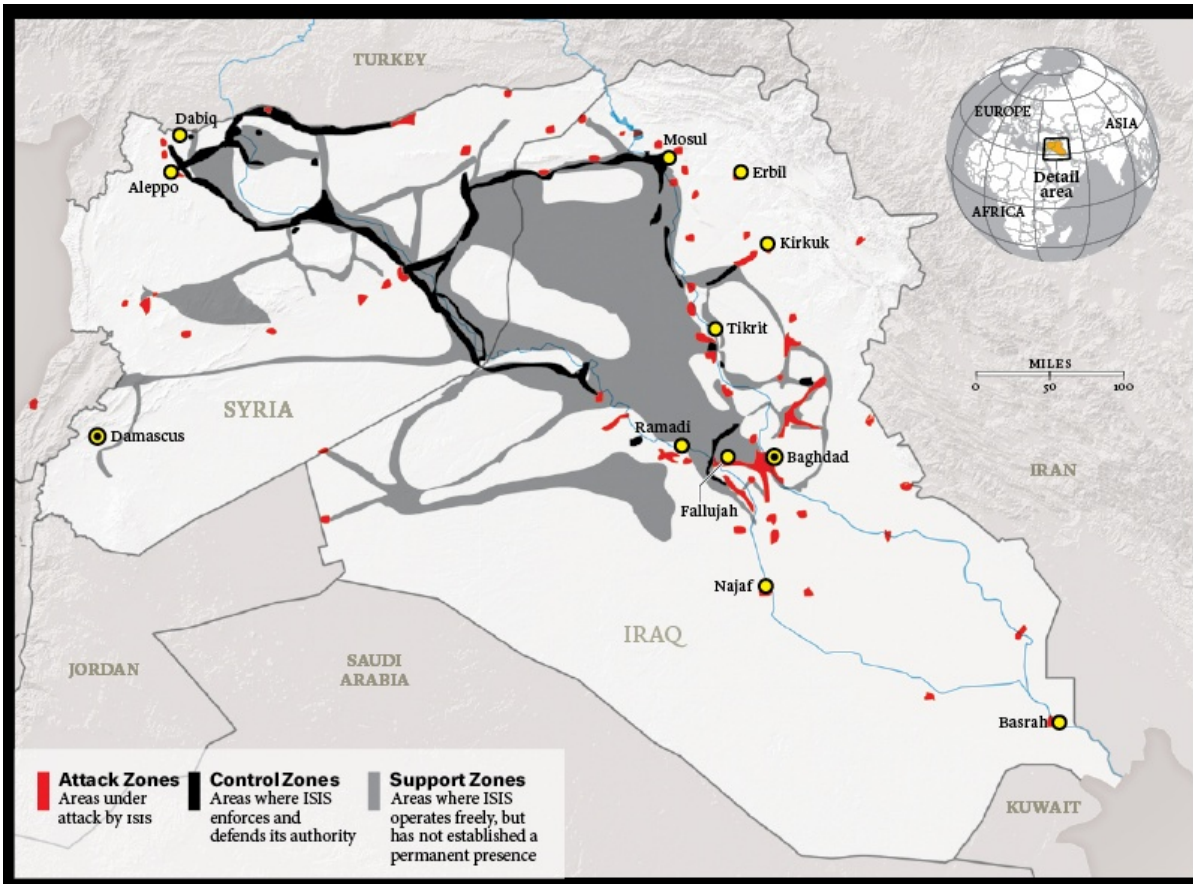 TURKEY
EUROPE
ASIA
Dabiq
Mosul
Erbil
Detail
area
Aleppo
AFRICA
Kirkuk
Tikrit
MILES
0 50 100
SYRIA
Ramadi
Damascus
Baghdad
IRAN
Fallujah
Najaf
IRAQ
JORDAN
SAUDI
ARABIA
Basrah
KUWAIT
Attack Zones
Areas under
attack by ISIS
Control Zones
Areas where ISIS
enforces and
defends its authority
Support Zones
Areas where ISIS
operates freely, but
has not established a
permanent presence